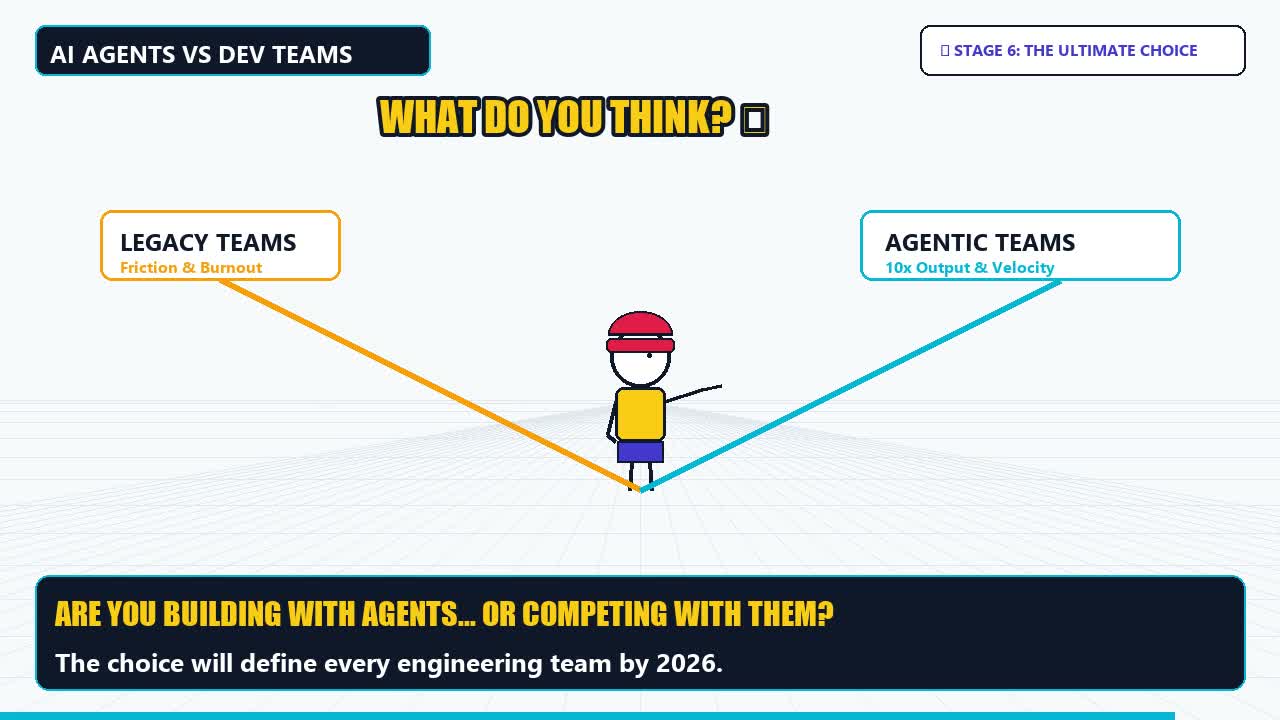 AI AGENTS VS DEV TEAMS
STAGE 6: THE ULTIMATE CHOICE
WHAT DO YOU THINK?
LEGACY TEAMS
Friction & Burnout
AGENTIC TEAMS
10x Output & Velocity
ARE YOU BUILDING WITH AGENTS... OR COMPETING WITH THEM?
The choice will define every engineering team by 2026.